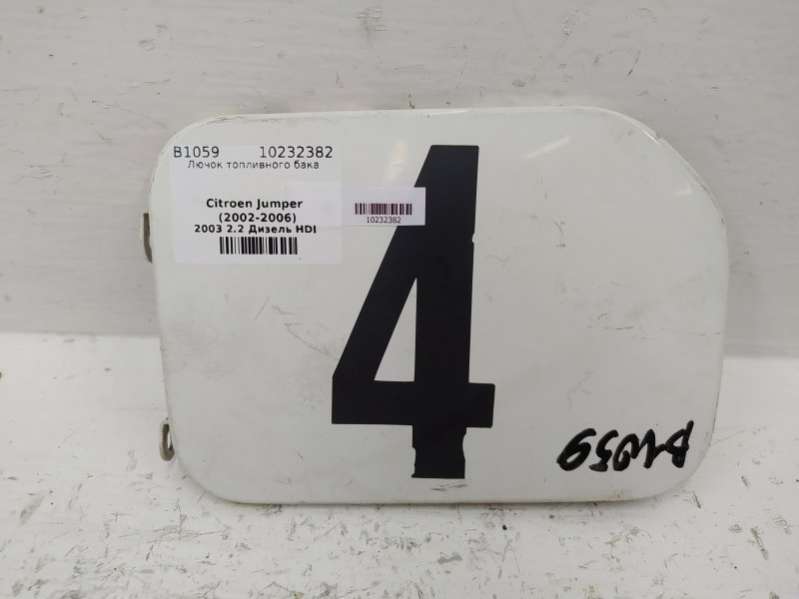 B1059 10232382
Лючок топливного бака
Citroen Jumper
(2002-2006)
2003 2.2 Дизель HDI
10232382
4
B1059